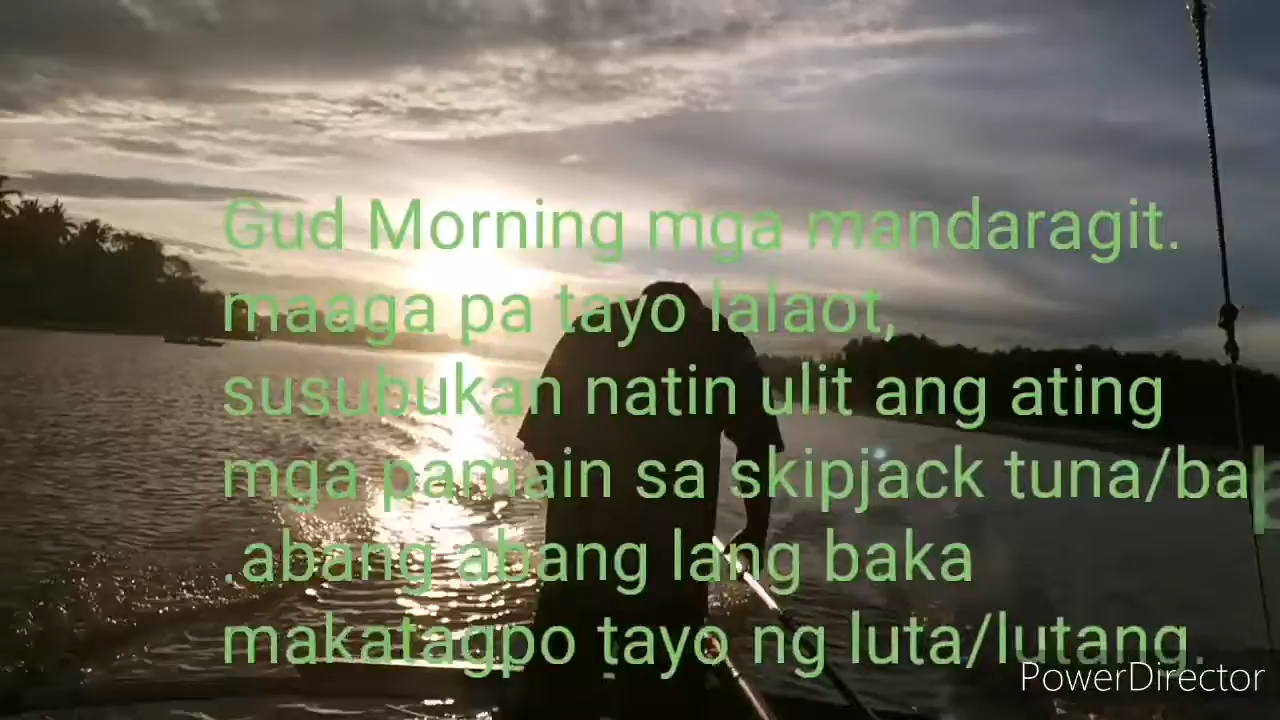 Gud Morning mga mandaragit.
maaga pa tayo lalaot,
susubukan natin ulit ang ating
mga pamain sa skipjack tuna/bal
.abang abang lang baka
makatagpo tayo ng luta/lutang.
PowerDirector